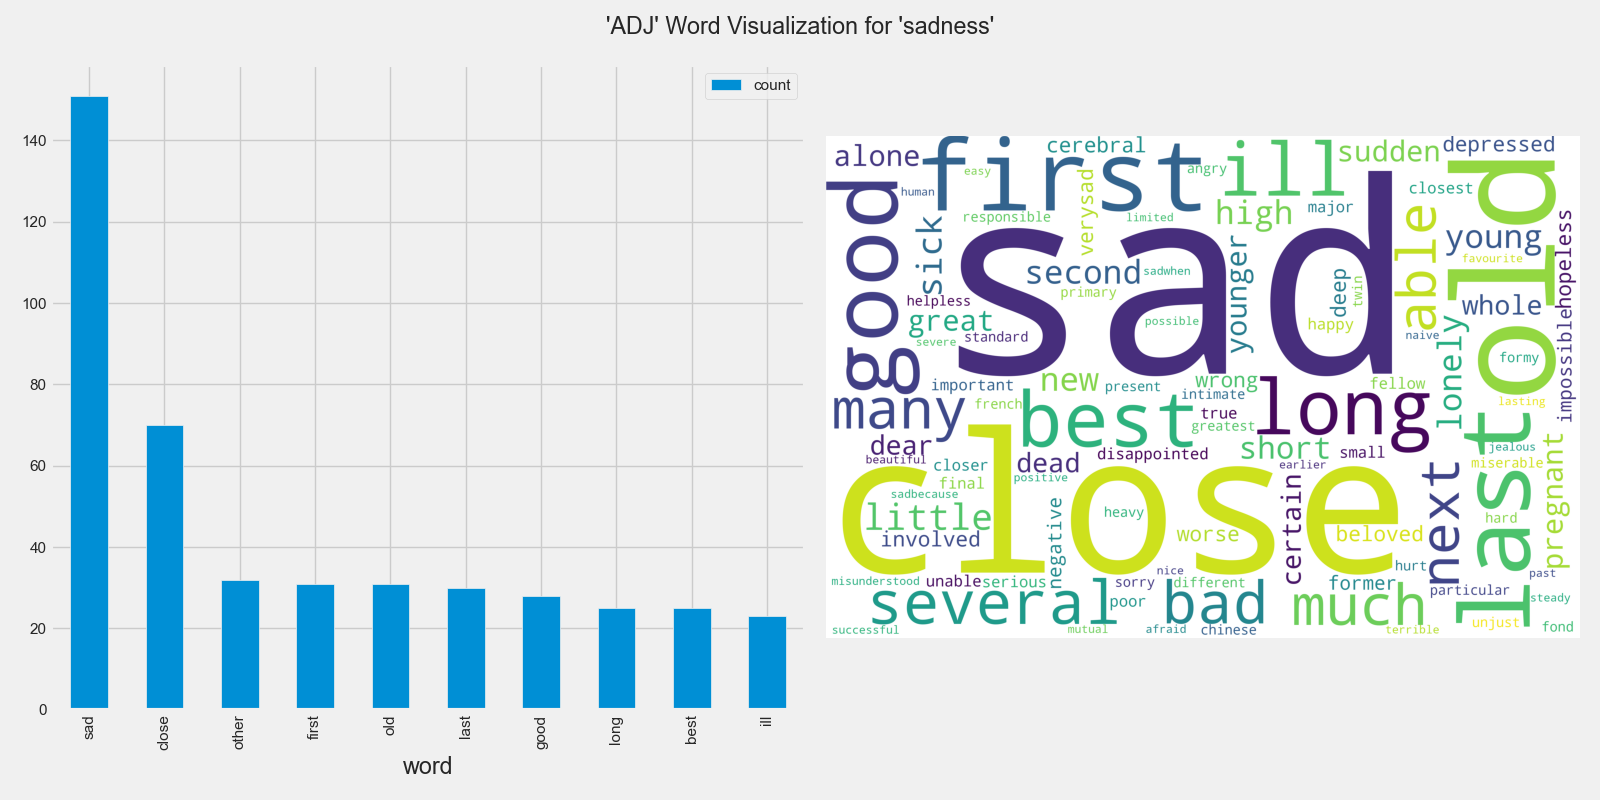 'ADJ' Word Visualization for 'sadness'
count
140
120
100
80
60
40
20
0
sad
close
other
first
old
last
good
long
best
ill
word
alone
first
cerebral
ill
sudden
depressed
good
human
easy
angry
closest
old
sick
responsible
verysad
limited
high
major
able
young
favourite
hopeless
sad
second
sadwhen
younger
deep
twin
whole
helpless
primary
great
possible
happy
naive
impossible
severe
standard
lonely
formy
important
new
present
wrong
intimate
fellow
lasting
many
french
best
true
greatest
long
last
dear
beautiful
closer
dead
disappointed
short
small
earlier
jealous
miserable
pregnant
final
positive
sadbecause
close
heavy
hard
little
involved
negative
worse
certain
beloved
next
misunderstood
unable
serious
sorry
nice
different
former
hurt
past
particular
several
poor
bad
much
steady
unjust
successful
mutual
afraid
chinese
terrible
fond